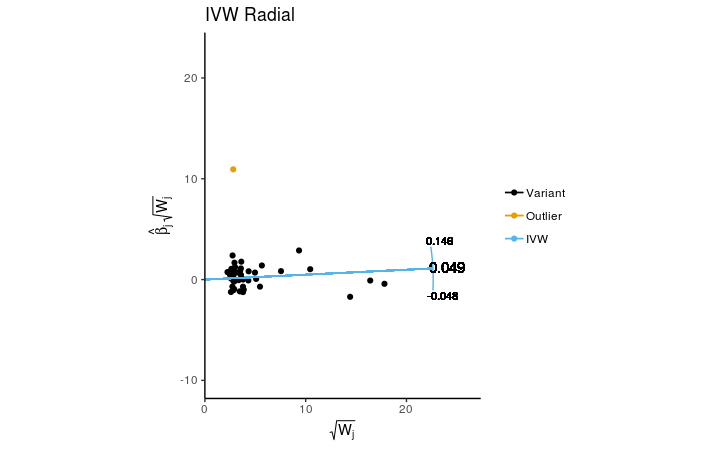 IVW Radial
20
10
0
-10
β̂j√Wj
0.146
0.049
-0.048
Variant
Outlier
IVW
0
10
20
√Wj